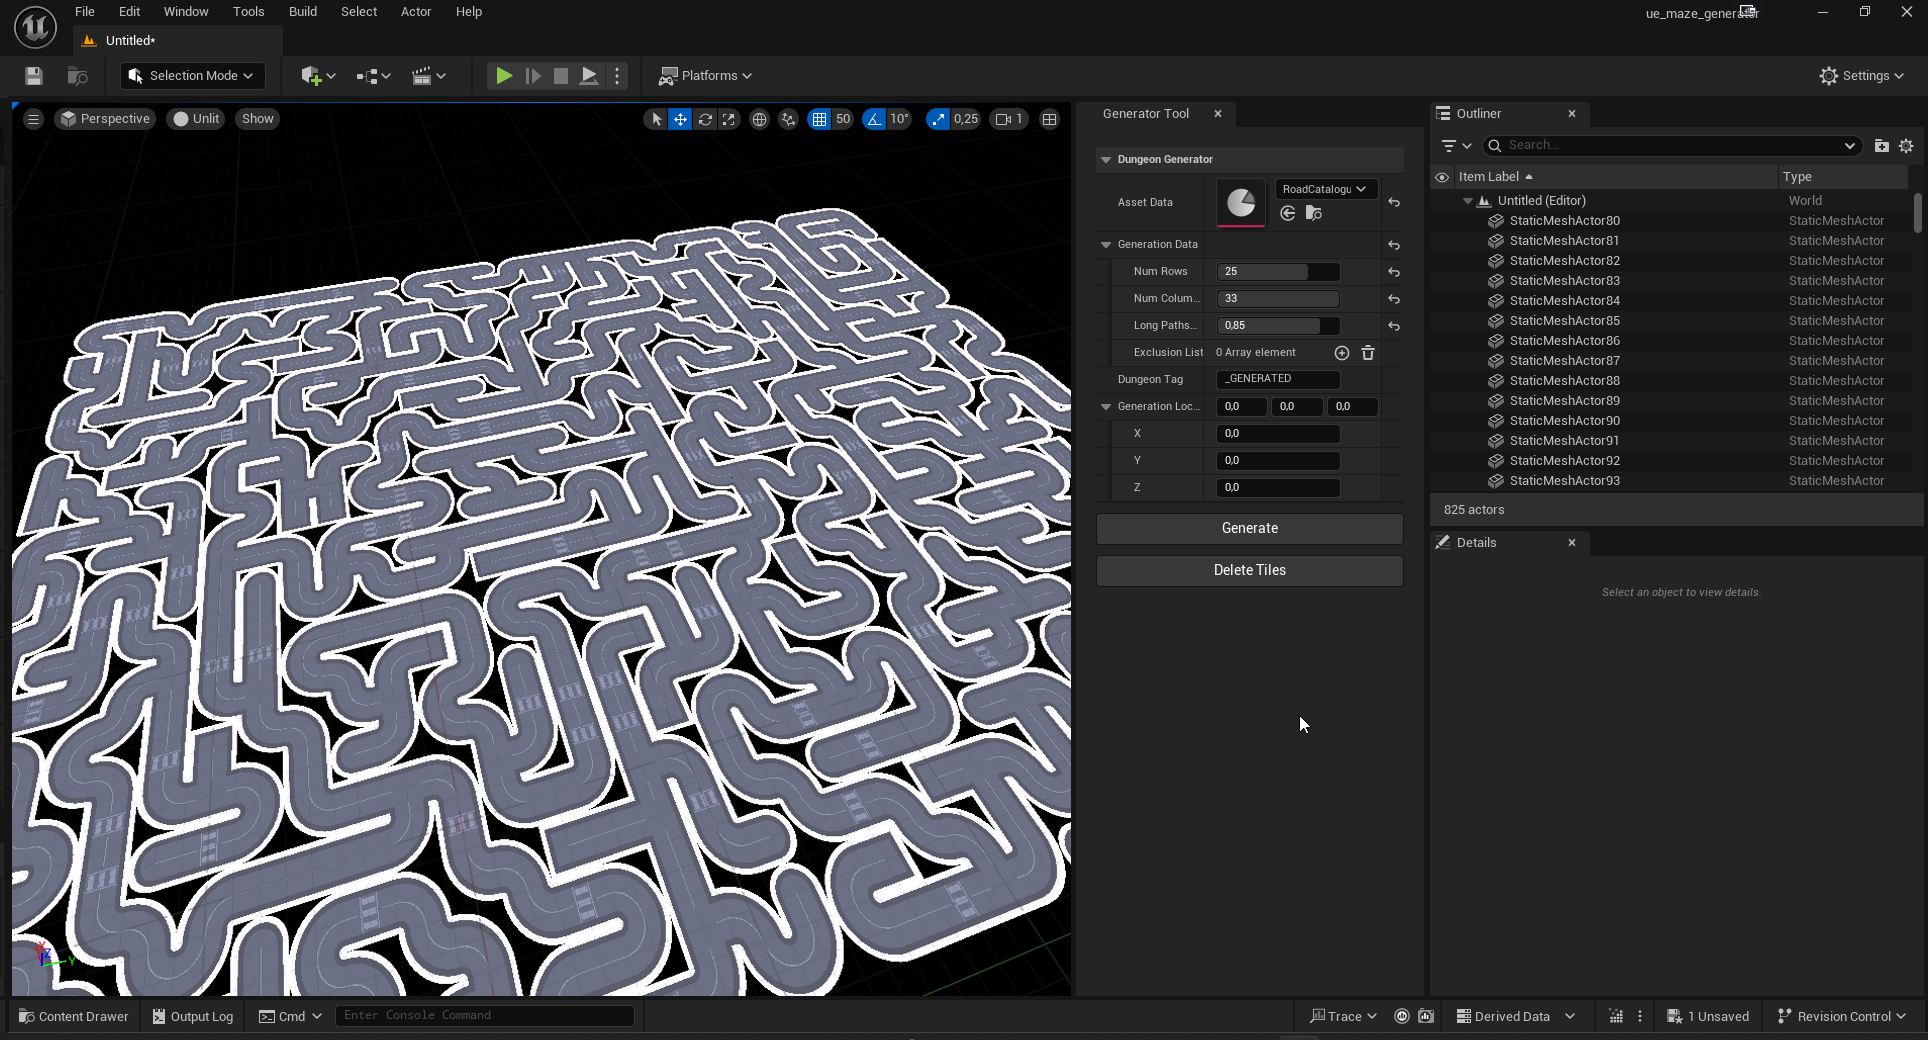 File Edit Window Tools Build Select Actor Help
ue_maze_generator
Untitled*
Selection Mode
Platforms
Settings
Perspective Unlit Show
50 10° 0,25 1
Generator Tool
Dungeon Generator
Asset Data RoadCatalogu
Generation Data
Num Rows 25
Num Colum... 33
Long Paths... 0,85
Exclusion List 0 Array element
Dungeon Tag _GENERATED
Generation Loc... 0,0 0,0 0,0
X 0,0
Y 0,0
Z 0,0
Generate
Delete Tiles
Outliner
Search...
Item Label Type
Untitled (Editor) World
StaticMeshActor80 StaticMeshActor
StaticMeshActor81 StaticMeshActor
StaticMeshActor82 StaticMeshActor
StaticMeshActor83 StaticMeshActor
StaticMeshActor84 StaticMeshActor
StaticMeshActor85 StaticMeshActor
StaticMeshActor86 StaticMeshActor
StaticMeshActor87 StaticMeshActor
StaticMeshActor88 StaticMeshActor
StaticMeshActor89 StaticMeshActor
StaticMeshActor90 StaticMeshActor
StaticMeshActor91 StaticMeshActor
StaticMeshActor92 StaticMeshActor
StaticMeshActor93 StaticMeshActor
825 actors
Details
Select an object to view details.
X Z Y
Content Drawer Output Log Cmd Enter Console Command
Trace Derived Data 1 Unsaved Revision Control